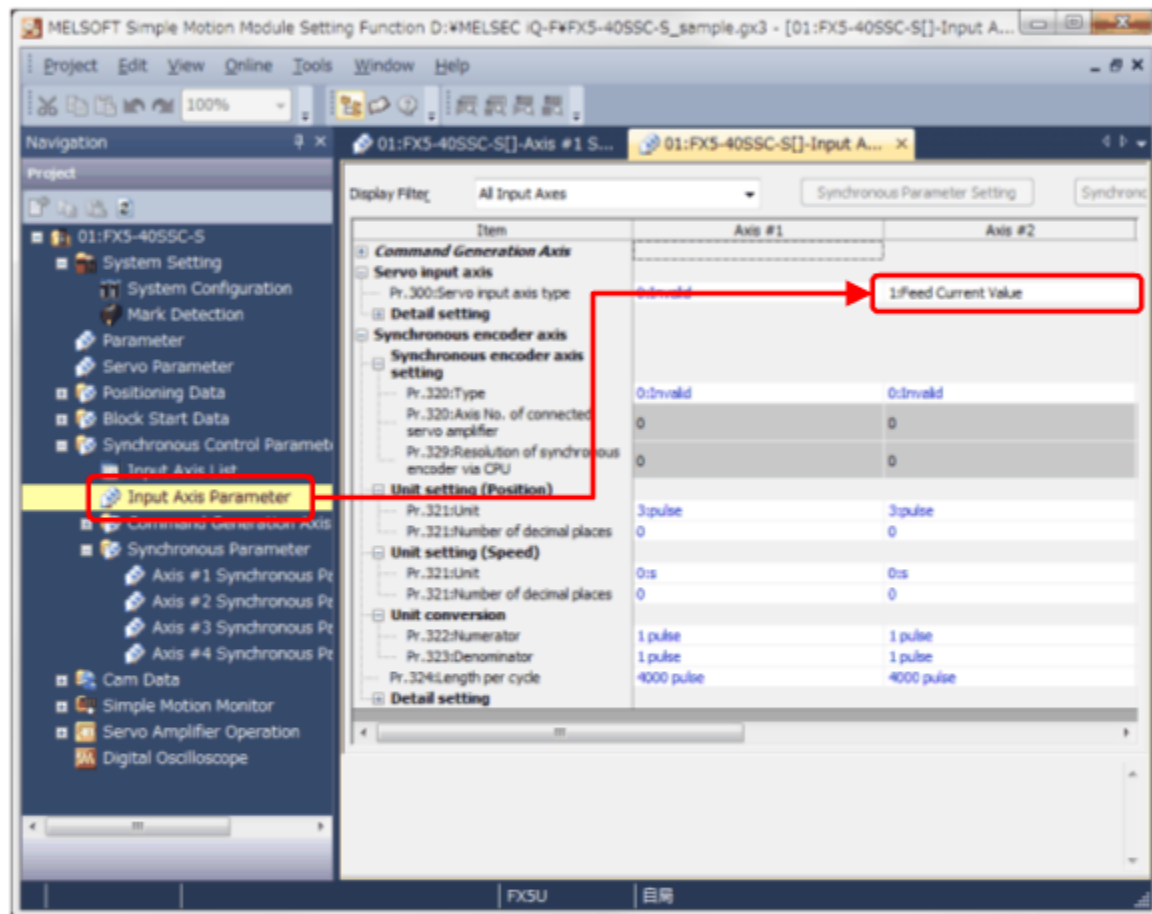 MELSOFT Simple Motion Module Setting Function D:¥MELSEC iQ-F¥FX5-40SSC-S_sample.gx3 - [01:FX5-40SSC-S[]-Input A...
Project Edit View Online Tools Window Help
100%
Navigation
01:FX5-40SSC-S[]-Axis #1 S...
01:FX5-40SSC-S[]-Input A...
Project
Display Filter All Input Axes Synchronous Parameter Setting Synchrono
01:FX5-40SSC-S
System Setting
System Configuration
Mark Detection
Parameter
Servo Parameter
Positioning Data
Block Start Data
Synchronous Control Paramet
Input Axis List
Input Axis Parameter
Command Generation Axis
Synchronous Parameter
Axis #1 Synchronous Pa
Axis #2 Synchronous Pa
Axis #3 Synchronous Pa
Axis #4 Synchronous Pa
Cam Data
Simple Motion Monitor
Servo Amplifier Operation
Digital Oscilloscope
Item Axis #1 Axis #2
Command Generation Axis
Servo input axis
Pr.300:Servo input axis type 0:Invalid 1:Feed Current Value
Detail setting
Synchronous encoder axis
Synchronous encoder axis
setting
Pr.320:Type 0:Invalid 0:Invalid
Pr.320:Axis No. of connected
servo amplifier 0 0
Pr.329:Resolution of synchronous
encoder via CPU 0 0
Unit setting (Position)
Pr.321:Unit 3:pulse 3:pulse
Pr.321:Number of decimal places 0 0
Unit setting (Speed)
Pr.321:Unit 0:s 0:s
Pr.321:Number of decimal places 0 0
Unit conversion
Pr.322:Numerator 1 pulse 1 pulse
Pr.323:Denominator 1 pulse 1 pulse
Pr.324:Length per cycle 4000 pulse 4000 pulse
Detail setting
FX5U 自局